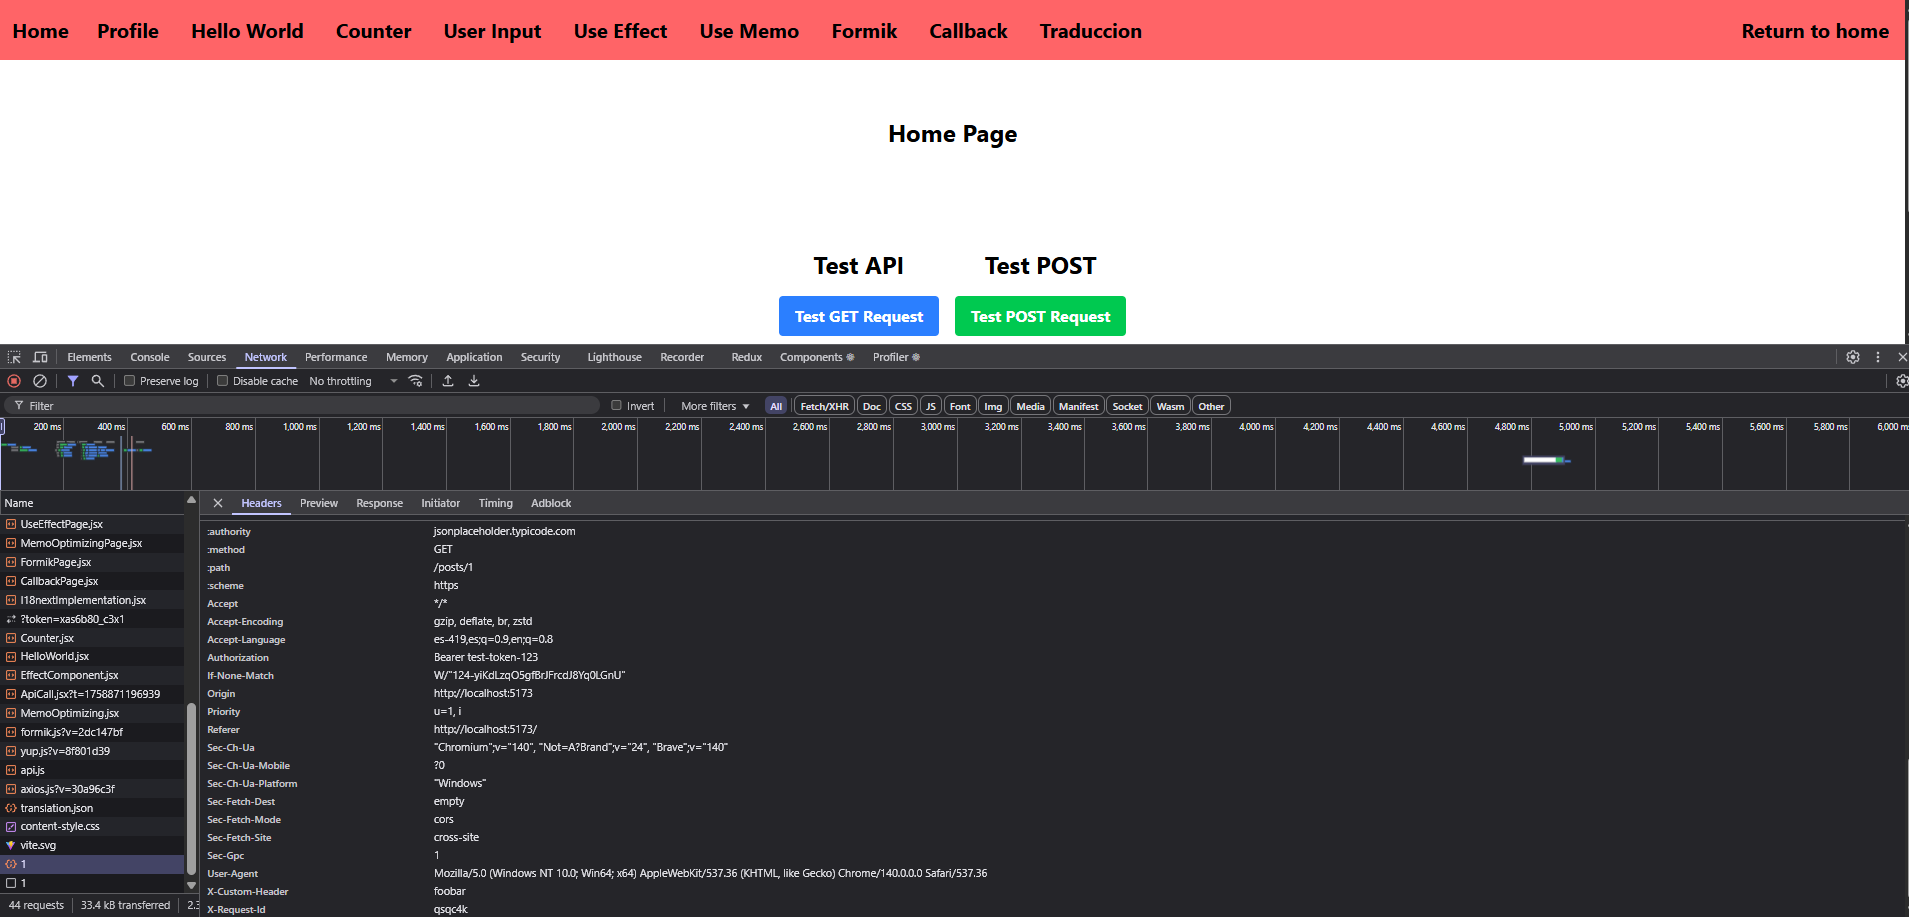 Home Profile Hello World Counter User Input Use Effect Use Memo Formik Callback Traduccion Return to home
Home Page
Test API Test POST
Test GET Request Test POST Request
Elements Console Sources Network Performance Memory Application Security Lighthouse Recorder Redux Components Profiler
Preserve log Disable cache No throttling
Filter Invert More filters All Fetch/XHR Doc CSS JS Font Img Media Manifest Socket Wasm Other
200 ms 400 ms 600 ms 800 ms 1,000 ms 1,200 ms 1,400 ms 1,600 ms 1,800 ms 2,000 ms 2,200 ms 2,400 ms 2,600 ms 2,800 ms 3,000 ms 3,200 ms 3,400 ms 3,600 ms 3,800 ms 4,000 ms 4,200 ms 4,400 ms 4,600 ms 4,800 ms 5,000 ms 5,200 ms 5,400 ms 5,600 ms 5,800 ms 6,000 ms
Name
UseEffectPage.jsx
MemoOptimizingPage.jsx
FormikPage.jsx
CallbackPage.jsx
I18nextImplementation.jsx
?token=xas6b80_c3x1
Counter.jsx
HelloWorld.jsx
EffectComponent.jsx
ApiCall.jsx?t=1758871196939
MemoOptimizing.jsx
formik.js?v=2dc147bf
yup.js?v=8f801d39
api.js
axios.js?v=30a96c3f
translation.json
content-style.css
vite.svg
1
1
44 requests 33.4 kB transferred 2.3
Headers Preview Response Initiator Timing Adblock
:authority jsonplaceholder.typicode.com
:method GET
:path /posts/1
:scheme https
Accept */*
Accept-Encoding gzip, deflate, br, zstd
Accept-Language es-419,es;q=0.9,en;q=0.8
Authorization Bearer test-token-123
If-None-Match W/"124-yiKdLzqO5gfBrJFrcdJ8Yq0LGnU"
Origin http://localhost:5173
Priority u=1, i
Referer http://localhost:5173/
Sec-Ch-Ua "Chromium";v="140", "Not=A?Brand";v="24", "Brave";v="140"
Sec-Ch-Ua-Mobile ?0
Sec-Ch-Ua-Platform "Windows"
Sec-Fetch-Dest empty
Sec-Fetch-Mode cors
Sec-Fetch-Site cross-site
Sec-Gpc 1
User-Agent Mozilla/5.0 (Windows NT 10.0; Win64; x64) AppleWebKit/537.36 (KHTML, like Gecko) Chrome/140.0.0.0 Safari/537.36
X-Custom-Header foobar
X-Request-Id qsqc4k